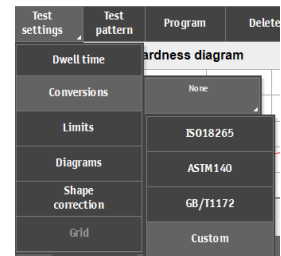 Test settings
Test pattern
Program
Delete
Dwell time
ardness diagram
Conversions
None
Limits
ISO18265
Diagrams
ASTM140
Shape correction
GB/T1172
Grid
Custom